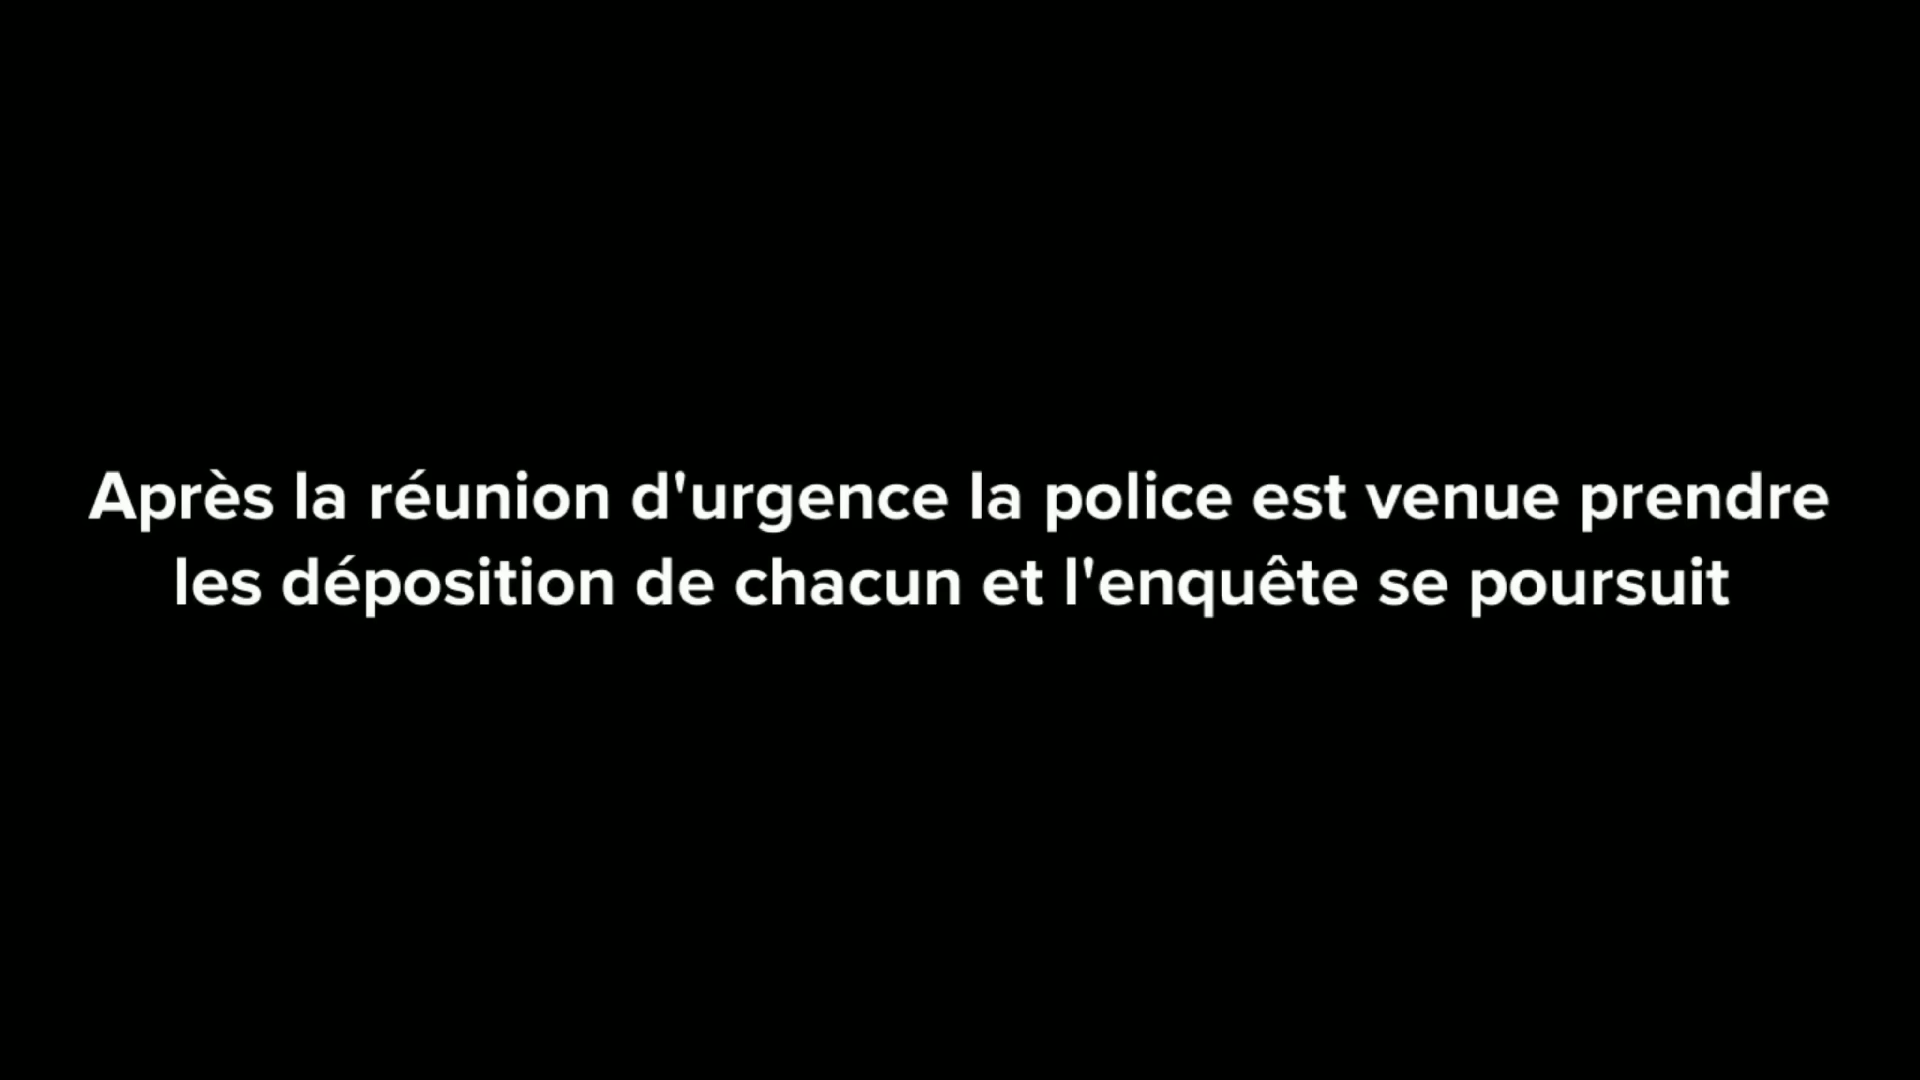 Après la réunion d'urgence la police est venue prendre
les déposition de chacun et l'enquête se poursuit